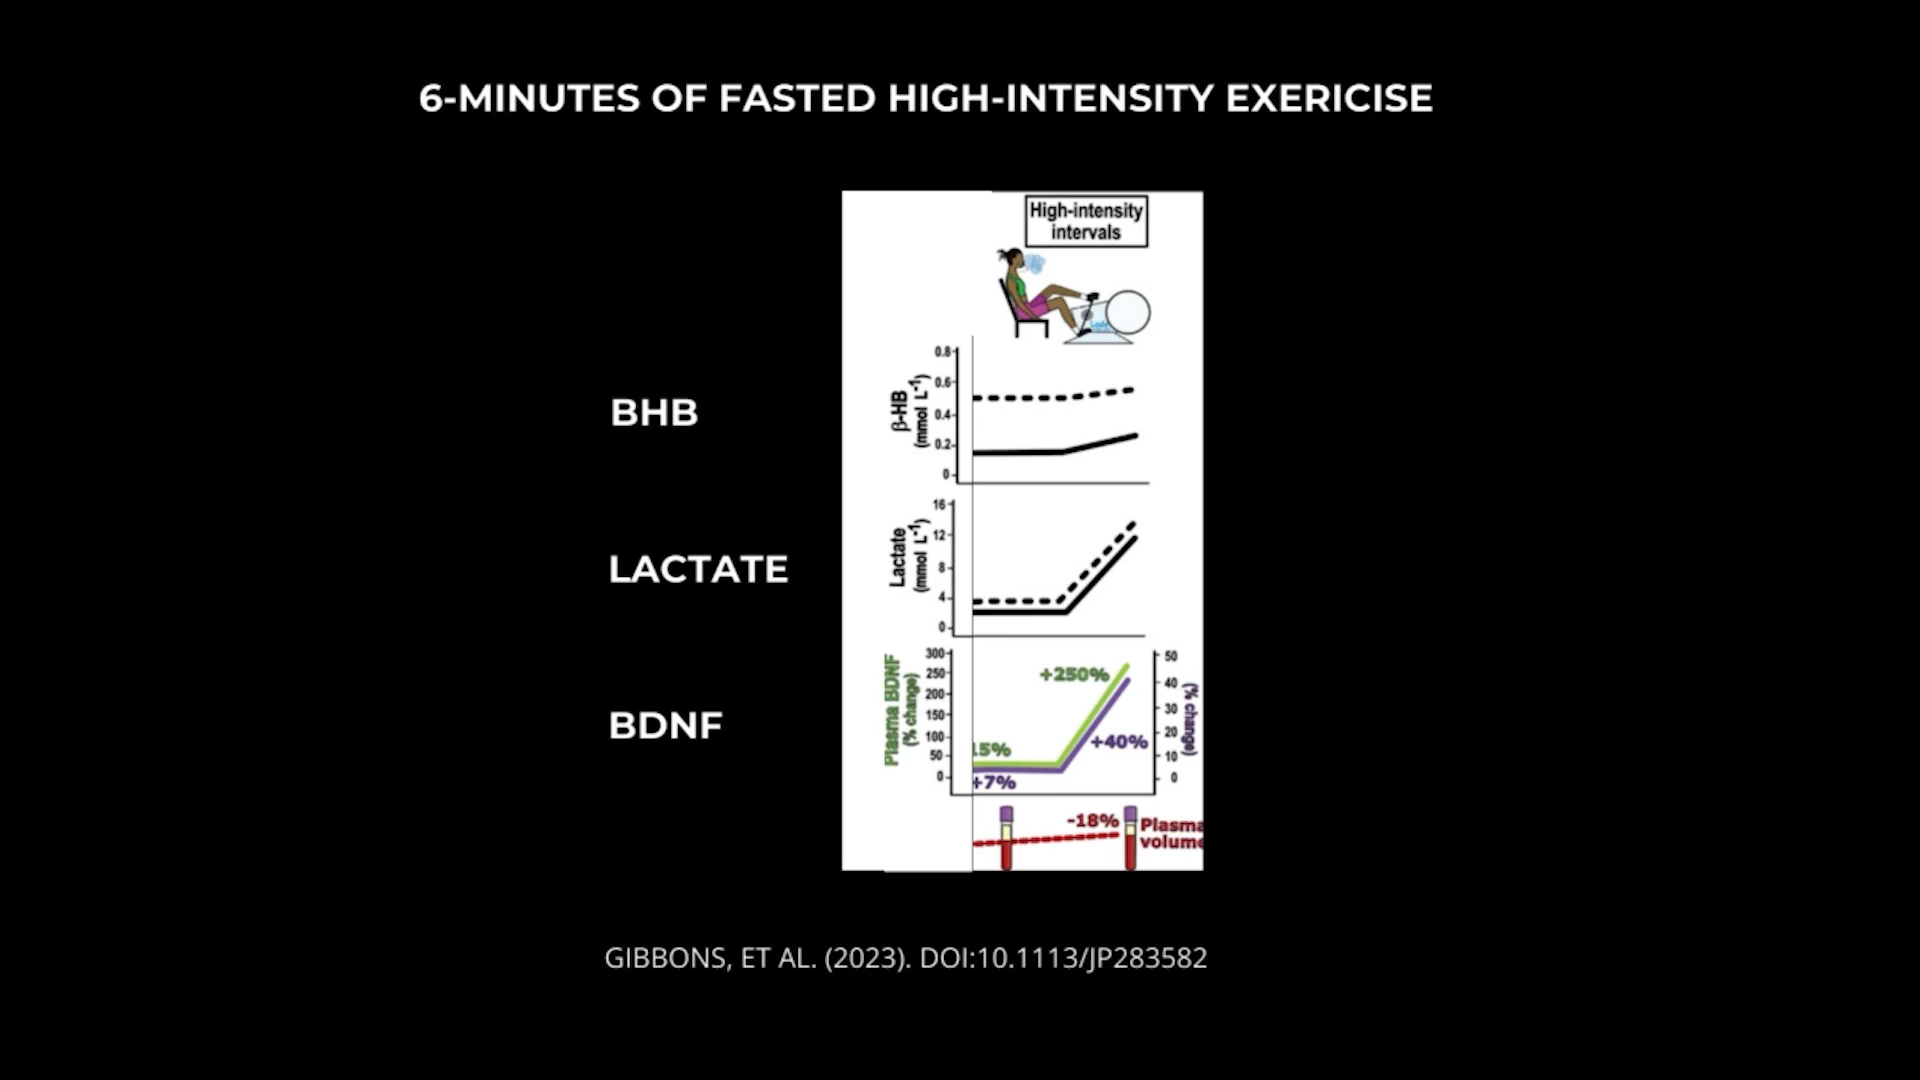 6-MINUTES OF FASTED HIGH-INTENSITY EXERICISE
High-intensity
intervals
BHB
β-HB
(mmol L-1)
0.8
0.6
0.4
0.2
0
LACTATE
Lactate
(mmol L-1)
16
12
8
4
0
BDNF
Plasma BDNF
(% change)
300
250
200
150
100
50
0
+250%
15%
+40%
+7%
50
40
30
20
10
0
(% change)
-18%
Plasma
volume
GIBBONS, ET AL. (2023). DOI:10.1113/JP283582